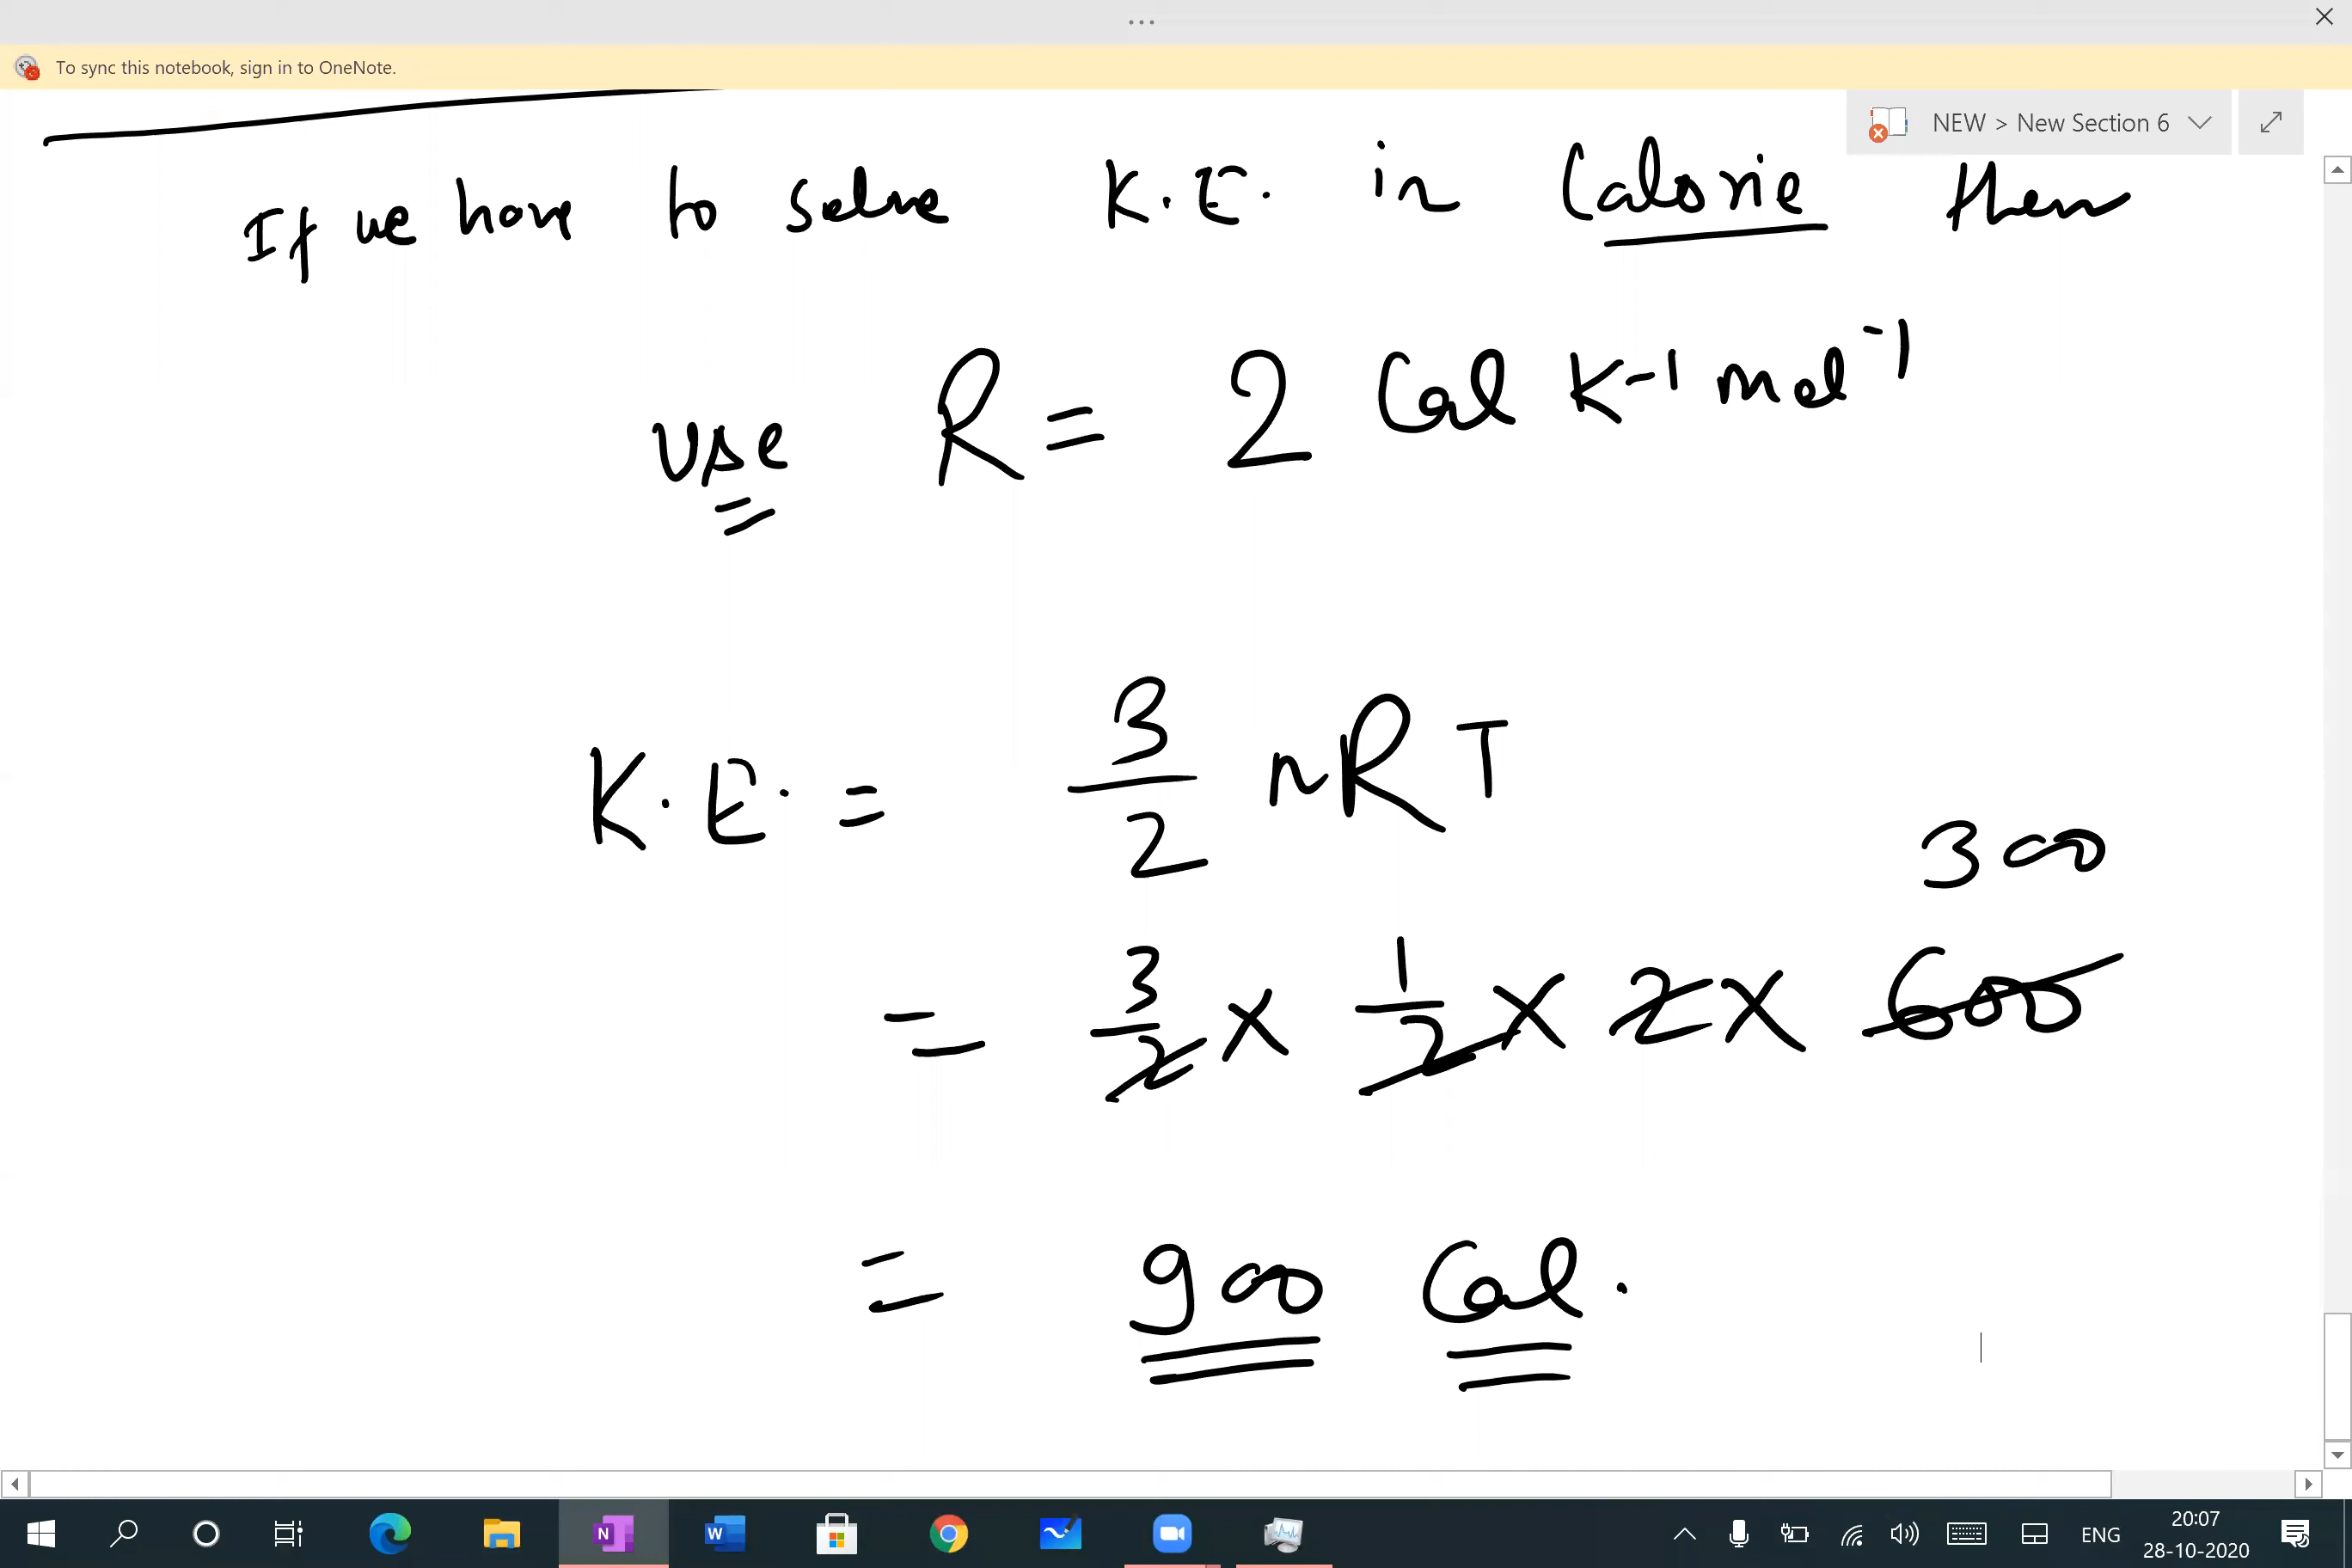 ...
To sync this notebook, sign in to OneNote.
NEW > New Section 6
If we have to solve K.E. in Calorie then
use R = 2 Cal K-1 mol-1
K.E. = 3/2 nRT
300
= 3/2 x 1/2 x 2 x 600
= 900 Cal.
ENG
20:07
28-10-2020